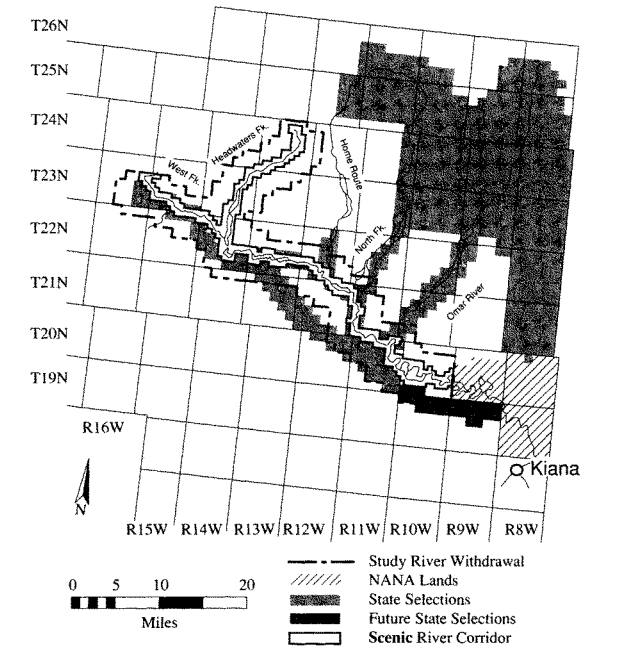 T26N
T25N
T24N
T23N
T22N
T21N
T20N
T19N
Headwaters Fk.
West Fk.
Home Route
North Fk.
Omar River
R16W
Kiana
N
R15W R14W R13W R12W R11W R10W R9W R8W
0 5 10 20
Miles
Study River Withdrawal
NANA Lands
State Selections
Future State Selections
Scenic River Corridor